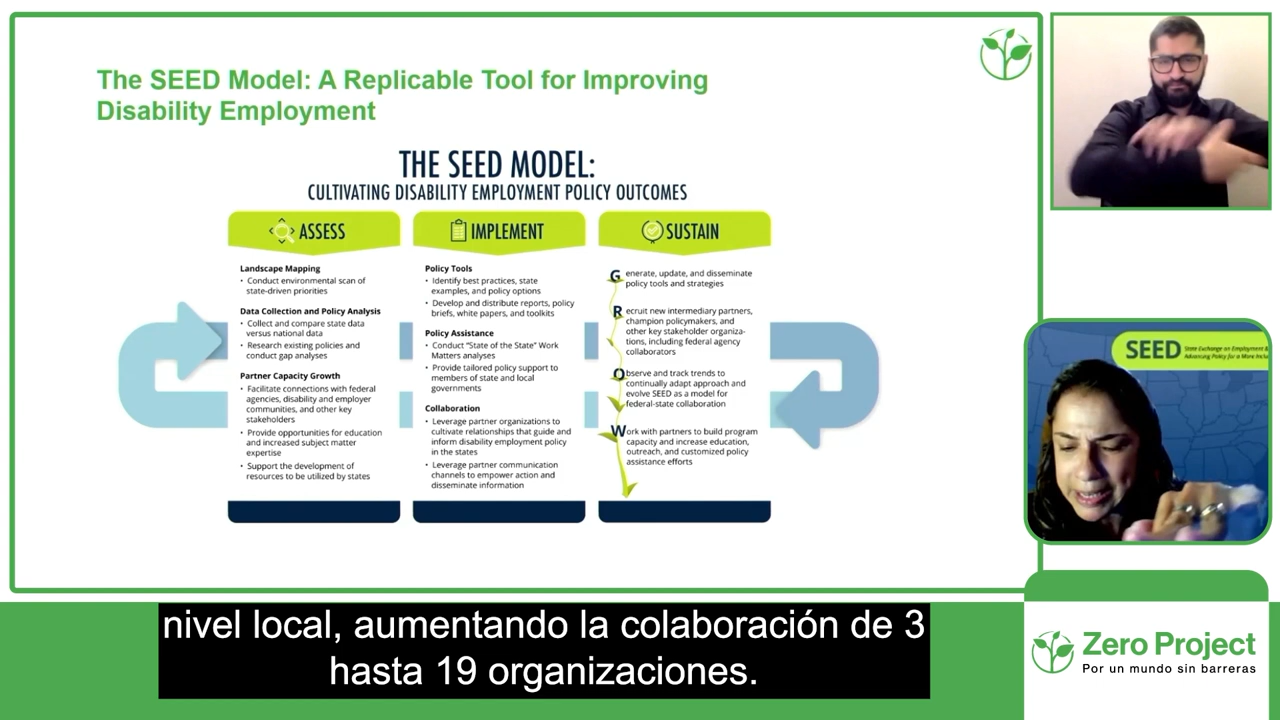 The SEED Model: A Replicable Tool for Improving
Disability Employment
THE SEED MODEL:
CULTIVATING DISABILITY EMPLOYMENT POLICY OUTCOMES
ASSESS
Landscape Mapping
• Conduct environmental scan of
state-driven priorities
Data Collection and Policy Analysis
• Collect and compare state data
versus national data
• Research existing policies and
conduct gap analyses
Partner Capacity Growth
• Facilitate connections with federal
agencies, disability and employer
communities, and other key
stakeholders
• Provide opportunities for education
and increased subject matter
expertise
• Support the development of
resources to be utilized by states
IMPLEMENT
Policy Tools
• Identify best practices, state
examples, and policy options
• Develop and distribute reports, policy
briefs, white papers, and toolkits
Policy Assistance
• Conduct “State of the State” Work
Matters analyses
• Provide tailored policy support to
members of state and local
governments
Collaboration
• Leverage partner organizations to
cultivate relationships that guide and
inform disability employment policy
in the states
• Leverage partner communication
channels to empower action and
disseminate information
SUSTAIN
Generate, update, and disseminate
policy tools and strategies
Recruit new intermediary partners,
champion policymakers, and
other key stakeholder organiza-
tions, including federal agency
collaborators
Observe and track trends to
continually adapt approach and
evolve SEED as a model for
federal-state collaboration
Work with partners to build program
capacity and increase education,
outreach, and customized policy
assistance efforts
SEED
State Exchange on Employment &
Advancing Policy for a More
nivel local, aumentando la colaboración de 3
hasta 19 organizaciones.
Zero Project
Por un mundo sin barreras